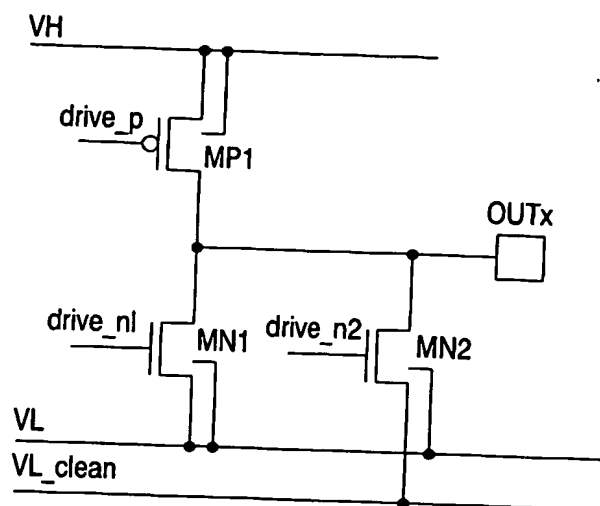 VH
drive_p
MP1
OUTx
drive_nl
MN1
drive_n2
MN2
VL
VL_clean